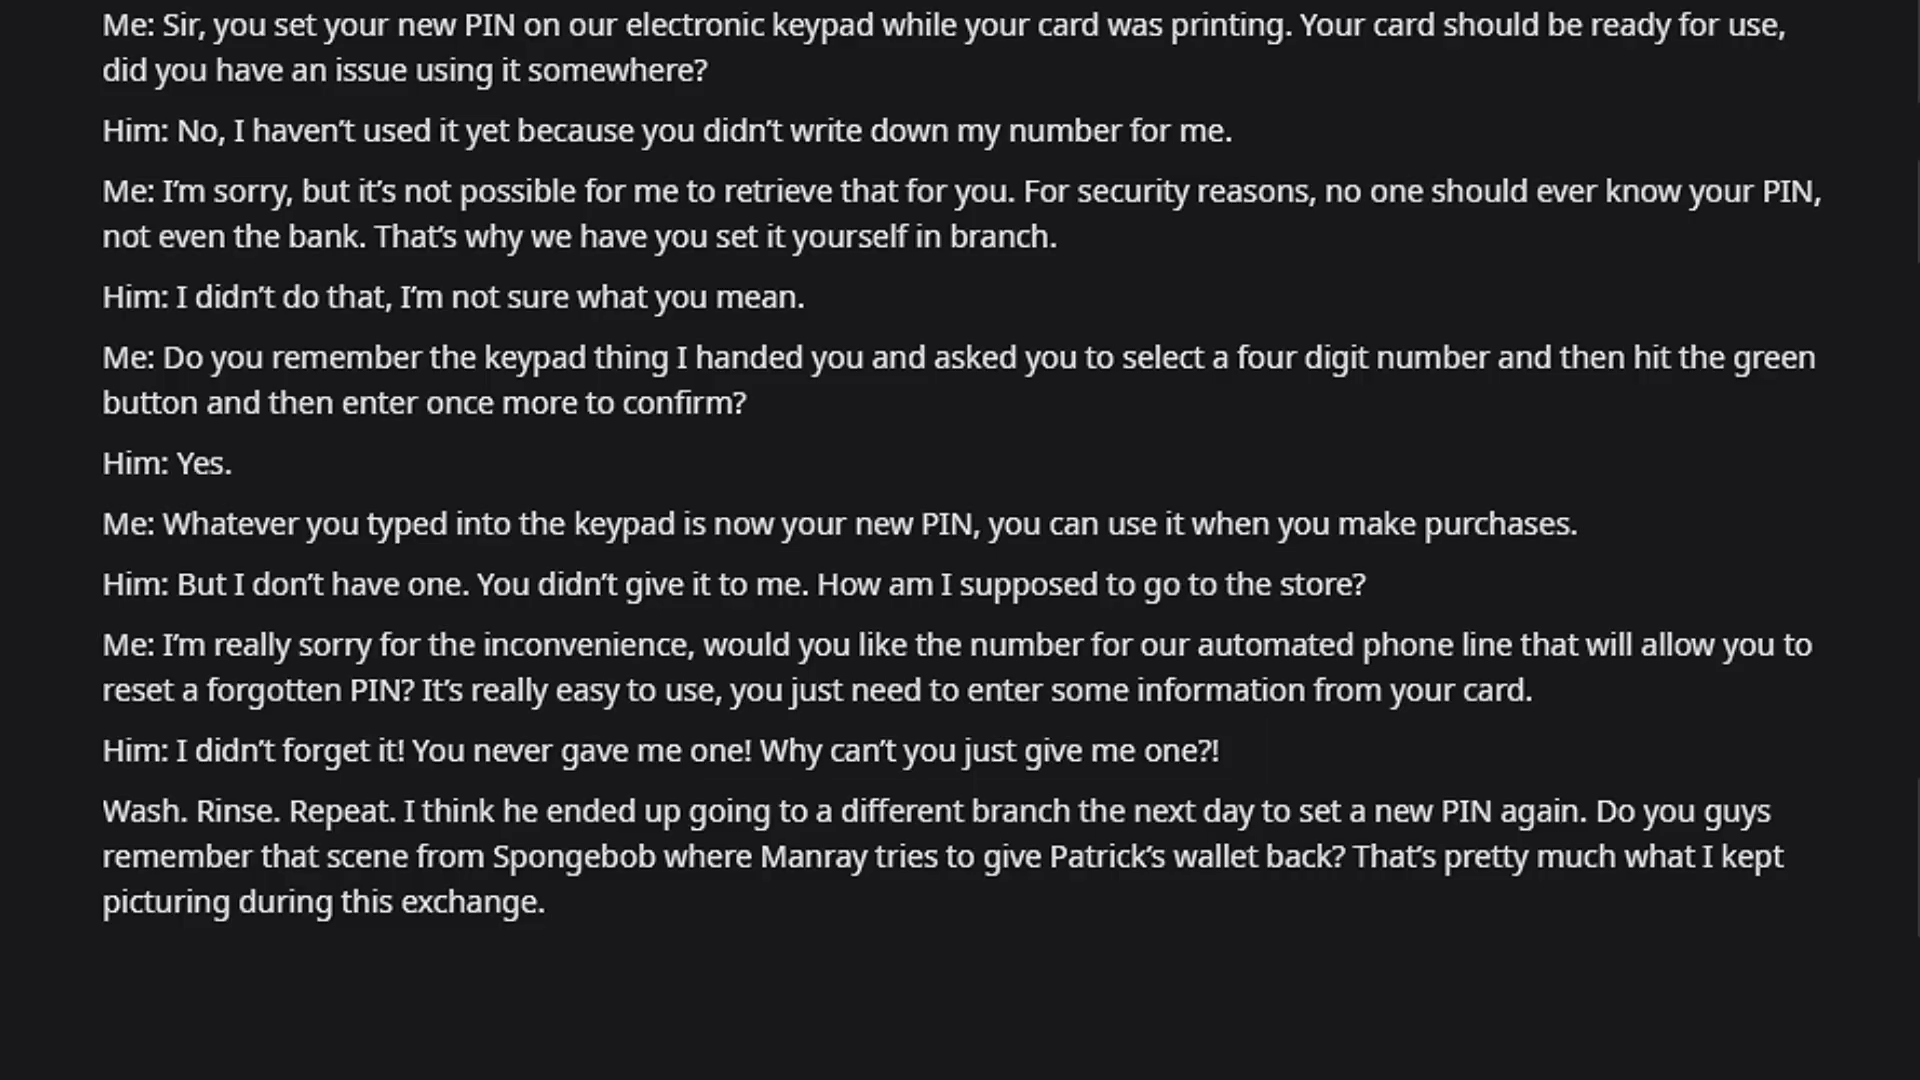 Me: Sir, you set your new PIN on our electronic keypad while your card was printing. Your card should be ready for use,
did you have an issue using it somewhere?
Him: No, I haven’t used it yet because you didn’t write down my number for me.
Me: I’m sorry, but it’s not possible for me to retrieve that for you. For security reasons, no one should ever know your PIN,
not even the bank. That’s why we have you set it yourself in branch.
Him: I didn’t do that, I’m not sure what you mean.
Me: Do you remember the keypad thing I handed you and asked you to select a four digit number and then hit the green
button and then enter once more to confirm?
Him: Yes.
Me: Whatever you typed into the keypad is now your new PIN, you can use it when you make purchases.
Him: But I don’t have one. You didn’t give it to me. How am I supposed to go to the store?
Me: I’m really sorry for the inconvenience, would you like the number for our automated phone line that will allow you to
reset a forgotten PIN? It’s really easy to use, you just need to enter some information from your card.
Him: I didn’t forget it! You never gave me one! Why can’t you just give me one?!
Wash. Rinse. Repeat. I think he ended up going to a different branch the next day to set a new PIN again. Do you guys
remember that scene from Spongebob where Manray tries to give Patrick’s wallet back? That’s pretty much what I kept
picturing during this exchange.